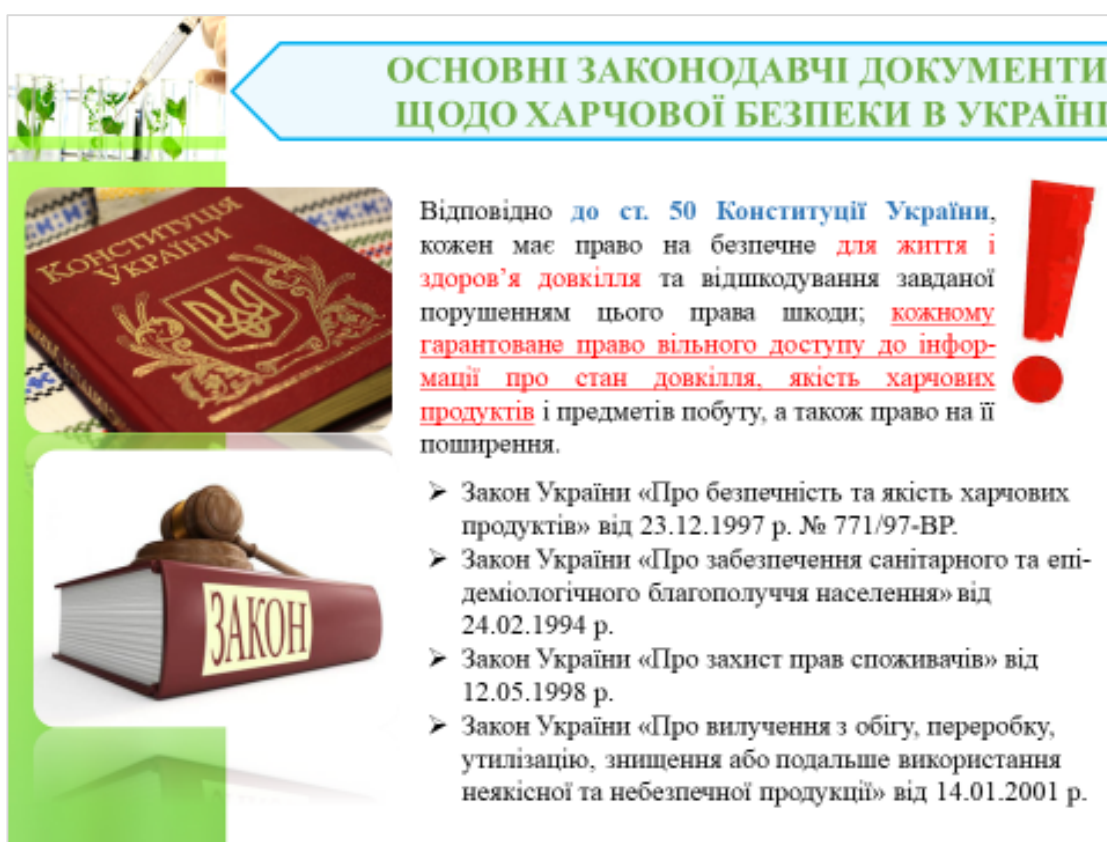 ОСНОВНІ ЗАКОНОДАВЧІ ДОКУМЕНТИ
ЩОДО ХАРЧОВОЇ БЕЗПЕКИ В УКРАЇНІ
КОНСТИТУЦІЯ
УКРАЇНИ
Відповідно до ст. 50 Конституції України,
кожен має право на безпечне для життя і
здоров’я довкілля та відшкодування завданої
порушенням цього права шкоди; кожному
гарантоване право вільного доступу до інфор-
мації про стан довкілля, якість харчових
продуктів і предметів побуту, а також право на її
поширення.
ЗАКОН
➢ Закон України «Про безпечність та якість харчових
продуктів» від 23.12.1997 р. № 771/97-ВР.
➢ Закон України «Про забезпечення санітарного та епі-
деміологічного благополуччя населення» від
24.02.1994 р.
➢ Закон України «Про захист прав споживачів» від
12.05.1998 р.
➢ Закон України «Про вилучення з обігу, переробку,
утилізацію, знищення або подальше використання
неякісної та небезпечної продукції» від 14.01.2001 р.